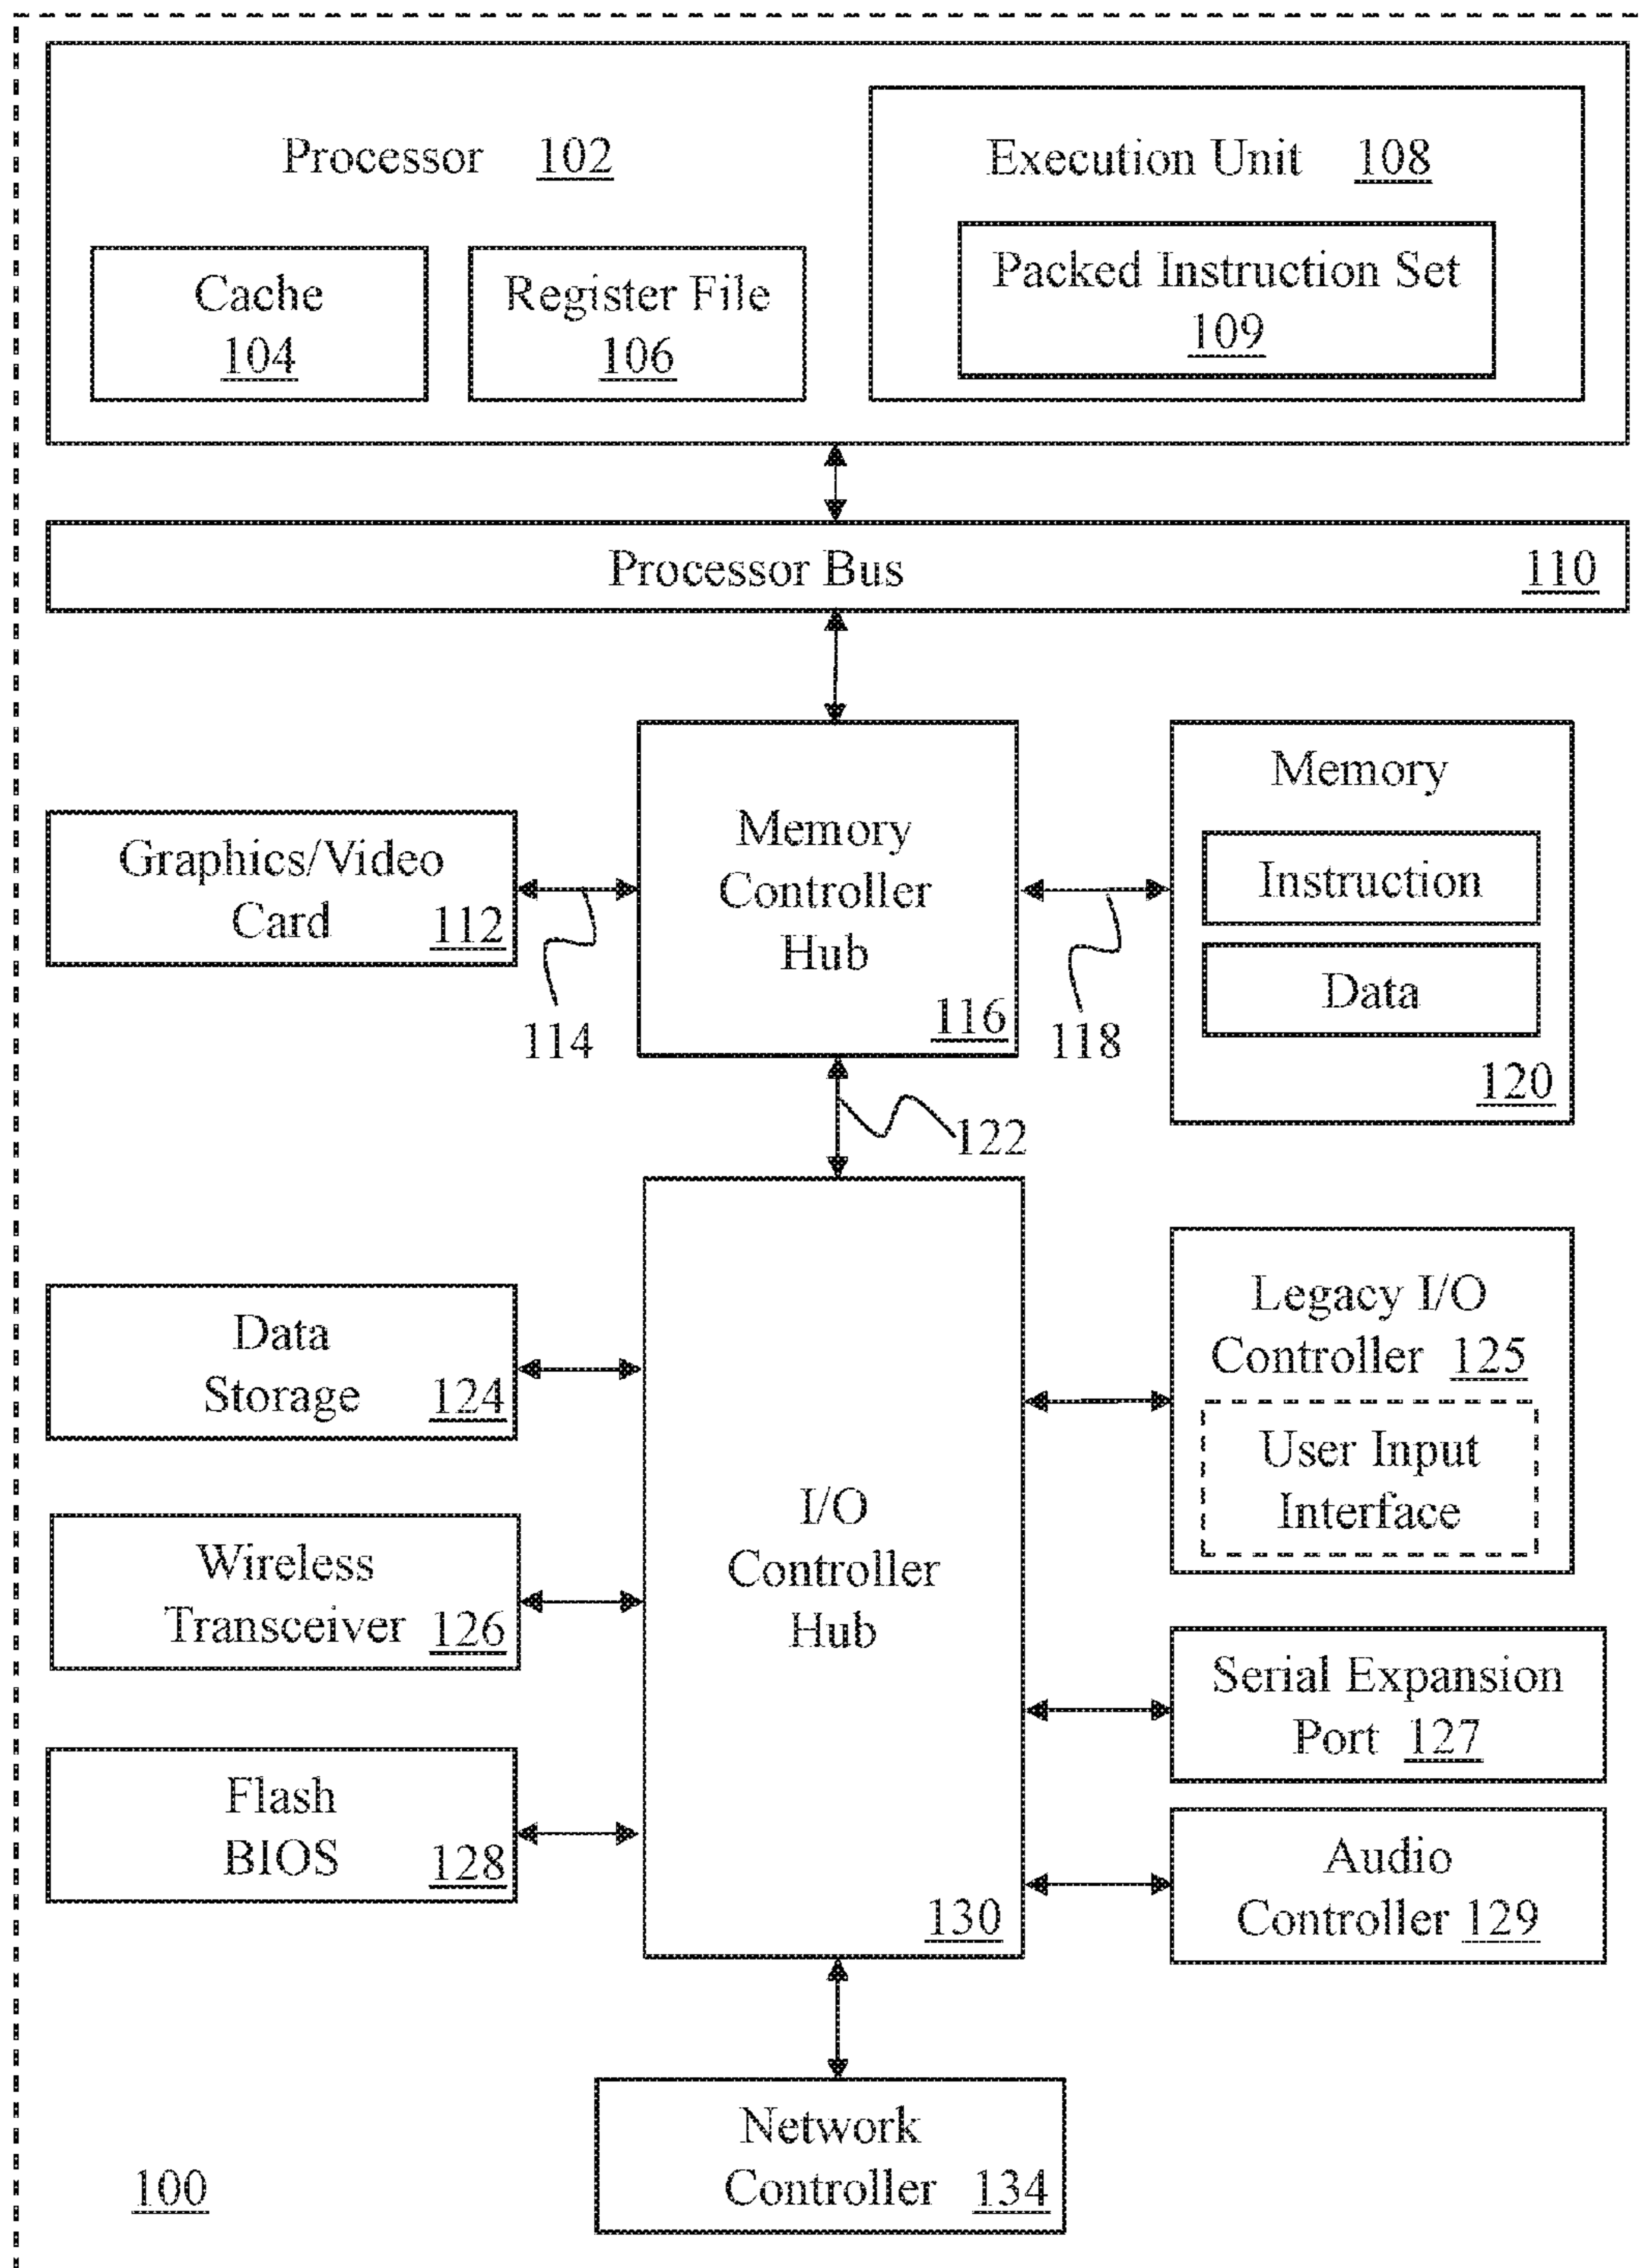 Processor 102
Execution Unit 108
Packed Instruction Set
109
Cache
104
Register File
106
Processor Bus 110
Graphics/Video
Card 112
114
Memory
Controller
Hub
116
118
Memory
Instruction
Data
120
122
Data
Storage 124
Wireless
Transceiver 126
Flash
BIOS 128
I/O
Controller
Hub
130
Legacy I/O
Controller 125
User Input
Interface
Serial Expansion
Port 127
Audio
Controller 129
Network
Controller 134
100